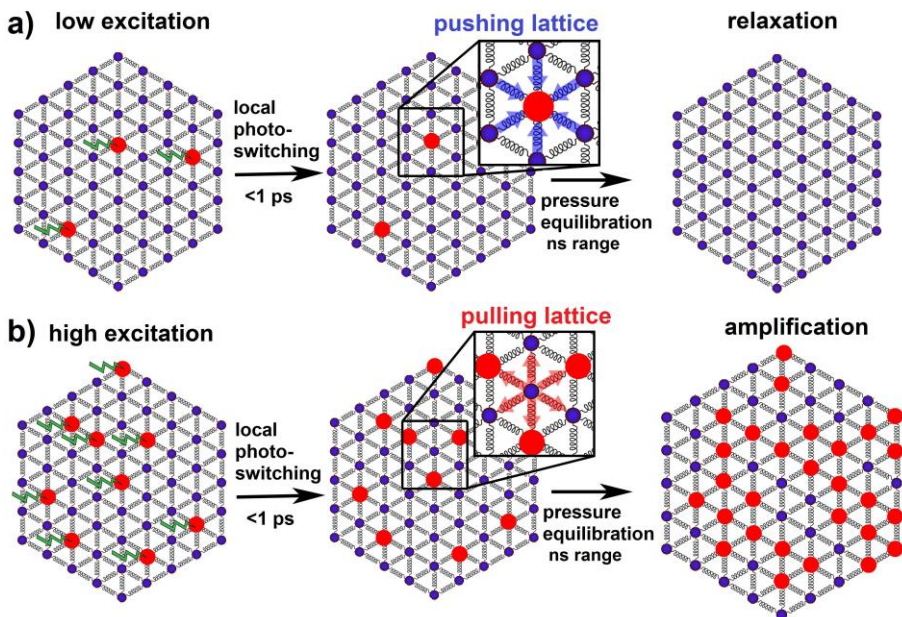 a) low excitation
pushing lattice
relaxation
local
photo-
switching
<1 ps
pressure
equilibration
ns range
b) high excitation
pulling lattice
amplification
local
photo-
switching
<1 ps
pressure
equilibration
ns range